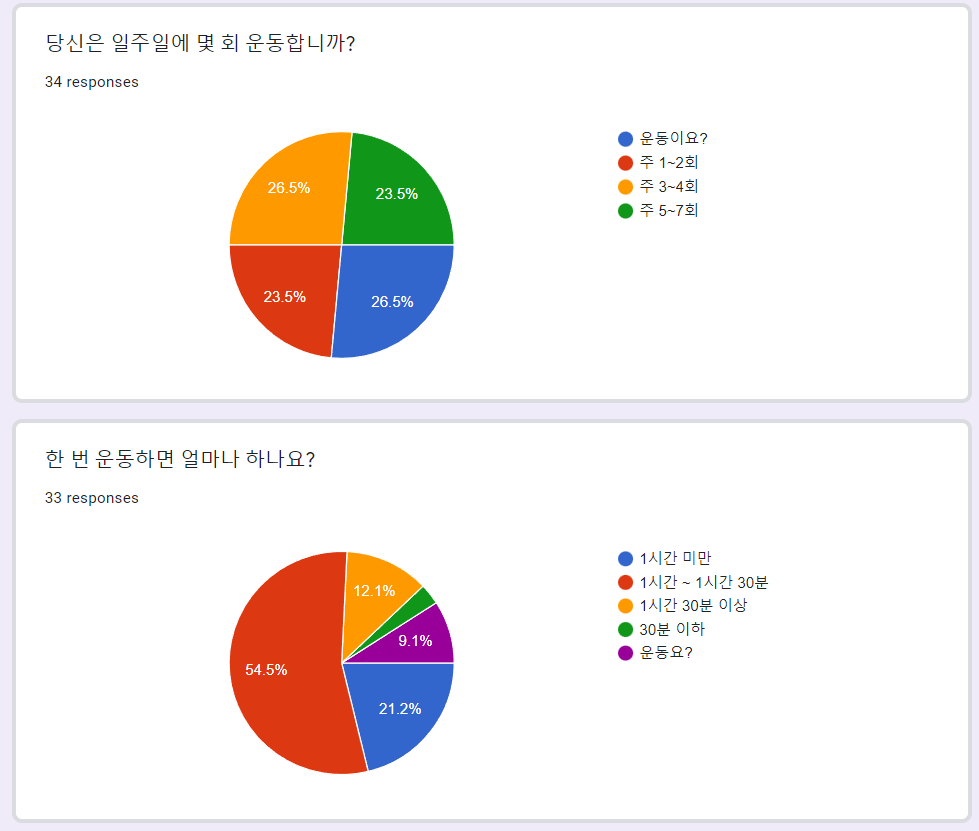 당신은 일주일에 몇 회 운동합니까?
34 responses
운동이요?
주 1~2회
주 3~4회
주 5~7회
26.5%
23.5%
23.5%
26.5%
한 번 운동하면 얼마나 하나요?
33 responses
1시간 미만
1시간 ~ 1시간 30분
1시간 30분 이상
30분 이하
운동요?
12.1%
9.1%
54.5%
21.2%